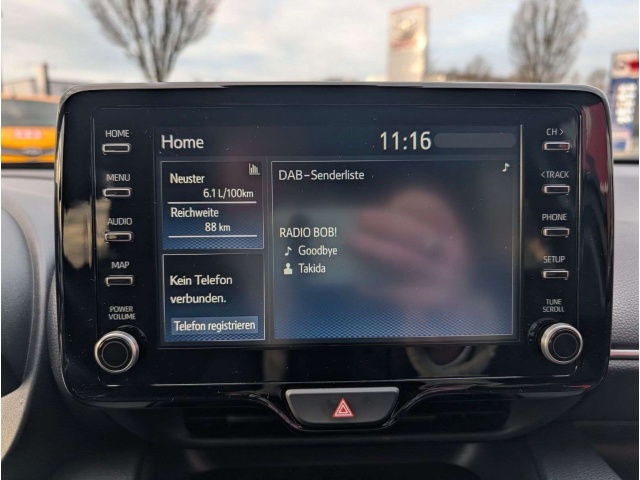 HOME
MENU
AUDIO
MAP
POWER
VOLUME
Home
11:16
Neuster
6.1 L/100km
Reichweite
88 km
Kein Telefon
verbunden.
Telefon registrieren
DAB-Senderliste
RADIO BOB!
Goodbye
Takida
CH >
<TRACK
PHONE
SETUP
TUNE
SCROLL